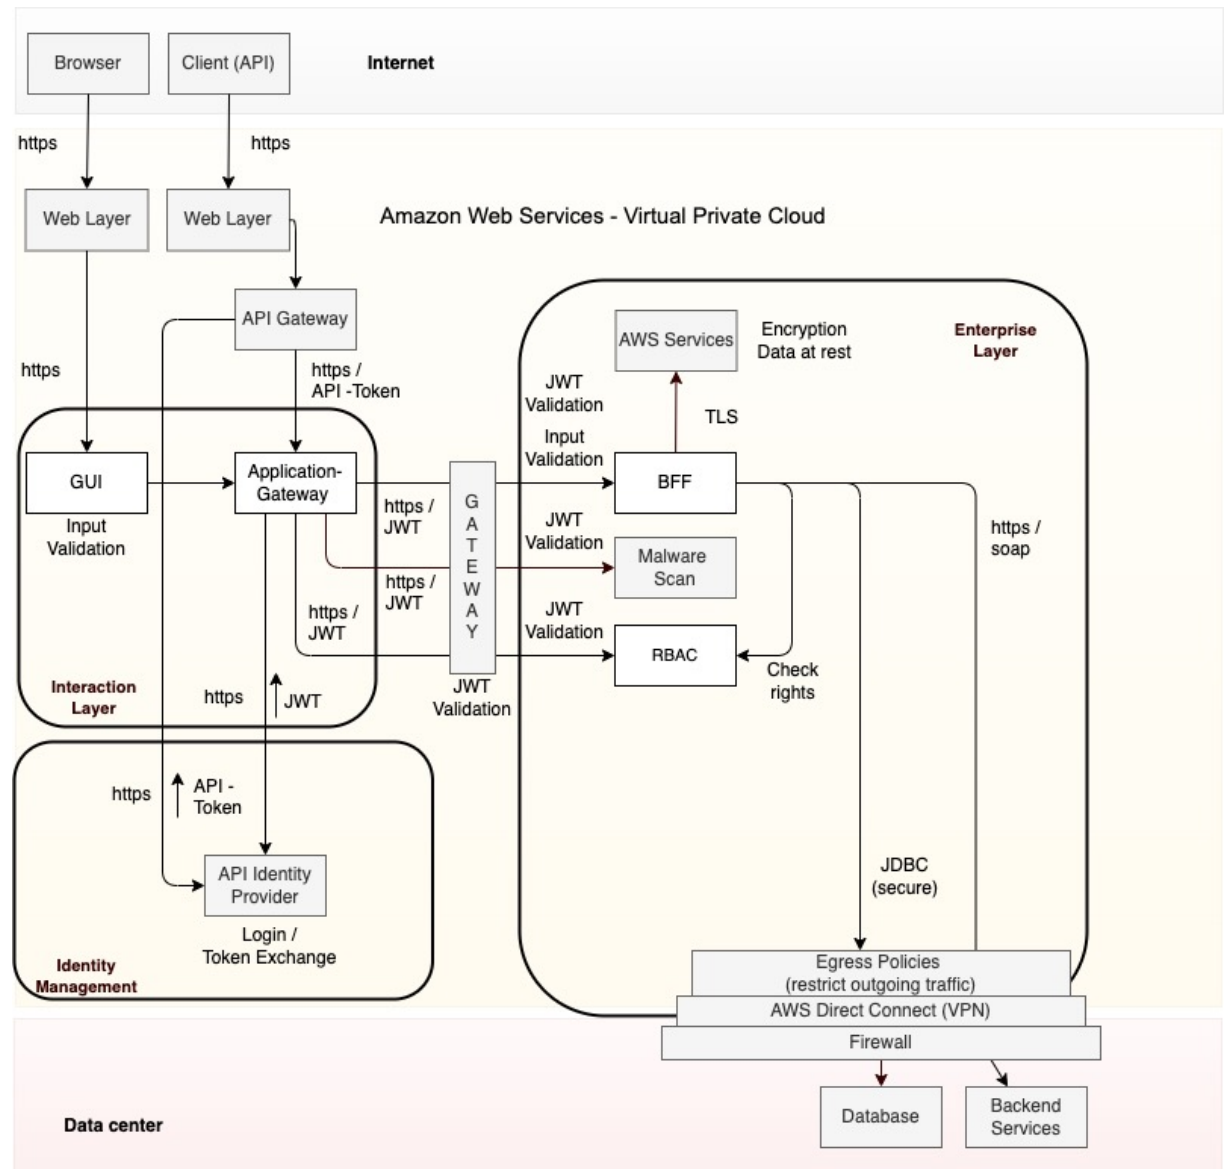 Browser
Client (API)
Internet
https
https
Web Layer
Web Layer
Amazon Web Services - Virtual Private Cloud
API Gateway
https
https /
API -Token
AWS Services
Encryption
Data at rest
Enterprise
Layer
TLS
JWT
Validation
Input
Validation
GUI
Input
Validation
Application-
Gateway
https /
JWT
https /
JWT
https /
JWT
G
A
T
E
W
A
Y
JWT
Validation
BFF
JWT
Validation
Malware
Scan
JWT
Validation
RBAC
Check
rights
https /
soap
Interaction
Layer
https
JWT
https
API -
Token
API Identity
Provider
Login /
Token Exchange
Identity
Management
JDBC
(secure)
Egress Policies
(restrict outgoing traffic)
AWS Direct Connect (VPN)
Firewall
Database
Backend
Services
Data center